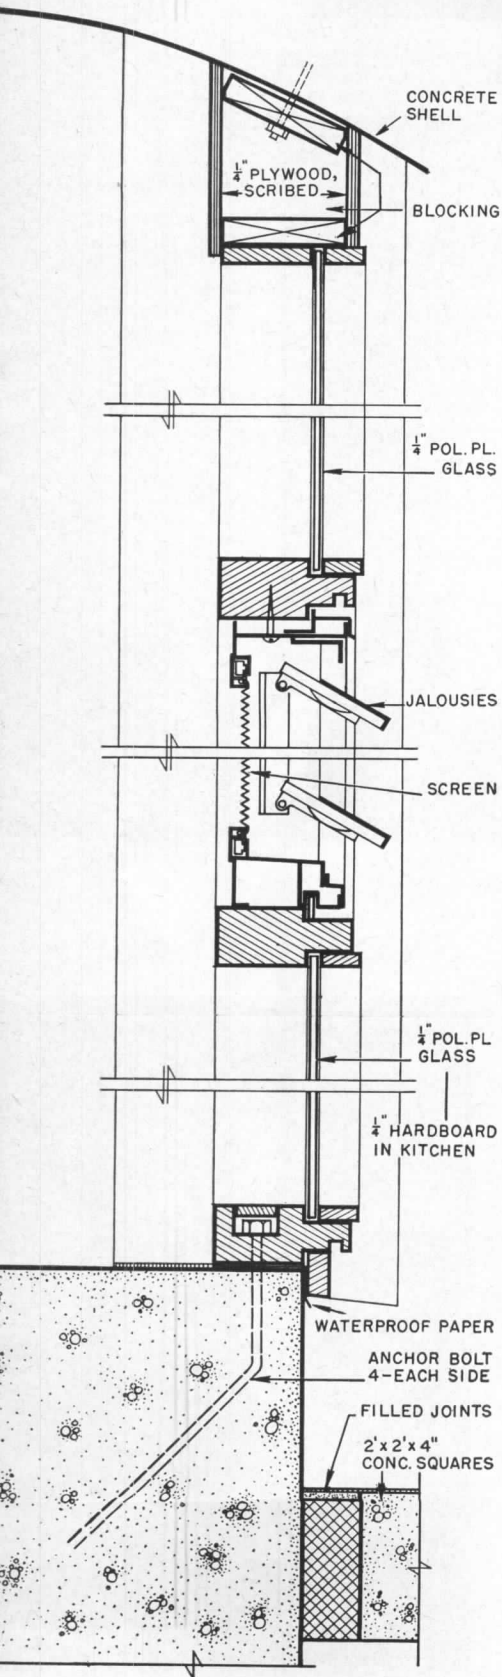 CONCRETE
SHELL
1/4" PLYWOOD,
SCRIBED
BLOCKING
1/4" POL. PL.
GLASS
JALOUSIES
SCREEN
1/4" POL. PL
GLASS
1/4" HARDBOARD
IN KITCHEN
WATERPROOF PAPER
ANCHOR BOLT
4-EACH SIDE
FILLED JOINTS
2' x 2' x 4"
CONC. SQUARES